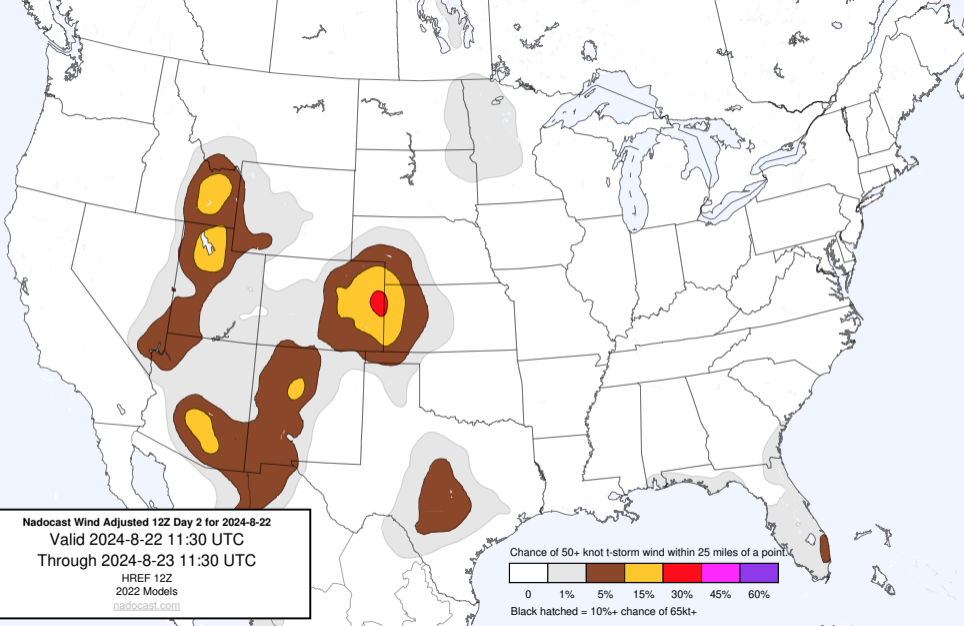 Nadocast Wind Adjusted 12Z Day 2 for 2024-8-22
Valid 2024-8-22 11:30 UTC
Through 2024-8-23 11:30 UTC
HREF 12Z
2022 Models
nadocast.com
Chance of 50+ knot t-storm wind within 25 miles of a point.
0 1% 5% 15% 30% 45% 60%
Black hatched = 10%+ chance of 65kt+